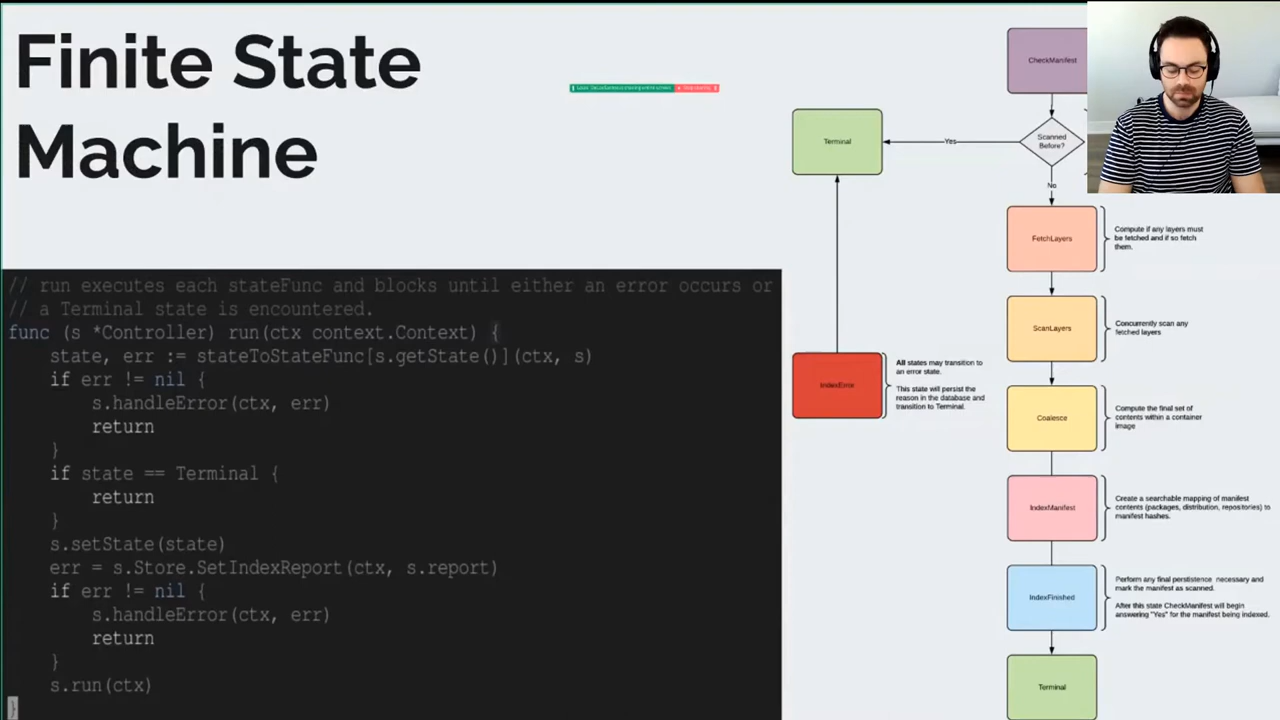 Finite State
Machine
// run executes each stateFunc and blocks until either an error occurs or
// a Terminal state is encountered.
func (s *Controller) run(ctx context.Context) {
    state, err := stateToStateFunc[s.getState()](ctx, s)
    if err != nil {
        s.handleError(ctx, err)
        return
    }
    if state == Terminal {
        return
    }
    s.setState(state)
    err = s.Store.SetIndexReport(ctx, s.report)
    if err != nil {
        s.handleError(ctx, err)
        return
    }
    s.run(ctx)
CheckManifest
Scanned
Before?
Yes
Terminal
No
FetchLayers
Compute if any layers must
be fetched and if so fetch
them.
ScanLayers
Concurrently scan any
fetched layers
IndexError
All states may transition to
an error state.
This state will persist the
reason in the database and
transition to Terminal.
Coalesce
Compute the final set of
contents within a container
image
IndexManifest
Create a searchable mapping of manifest
contents (packages, distribution, repositories) to
manifest hashes.
IndexFinished
Perform any final perstistence necessary and
mark the manifest as scanned.
After this state CheckManifest will begin
answering "Yes" for the manifest being indexed.
Terminal